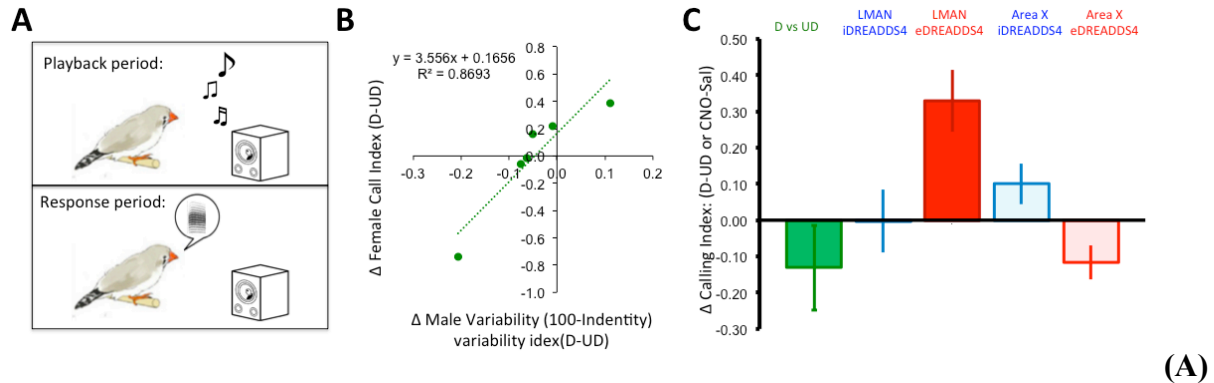 A
Playback period:
Response period:
B
y = 3.556x + 0.1656
R² = 0.8693
Δ Female Call Index (D-UD)
0.8
0.6
0.4
0.2
0.0
-0.2
-0.4
-0.6
-0.8
-1.0
-0.3 -0.2 -0.1 0.0 0.1 0.2
Δ Male Variability (100-Indentity)
variability idex(D-UD)
C
D vs UD
LMAN
iDREADDS4
LMAN
eDREADDS4
Area X
iDREADDS4
Area X
eDREADDS4
Δ Calling Index: (D-UD or CNO-Sal)
0.50
0.40
0.30
0.20
0.10
0.00
-0.10
-0.20
-0.30
(A)